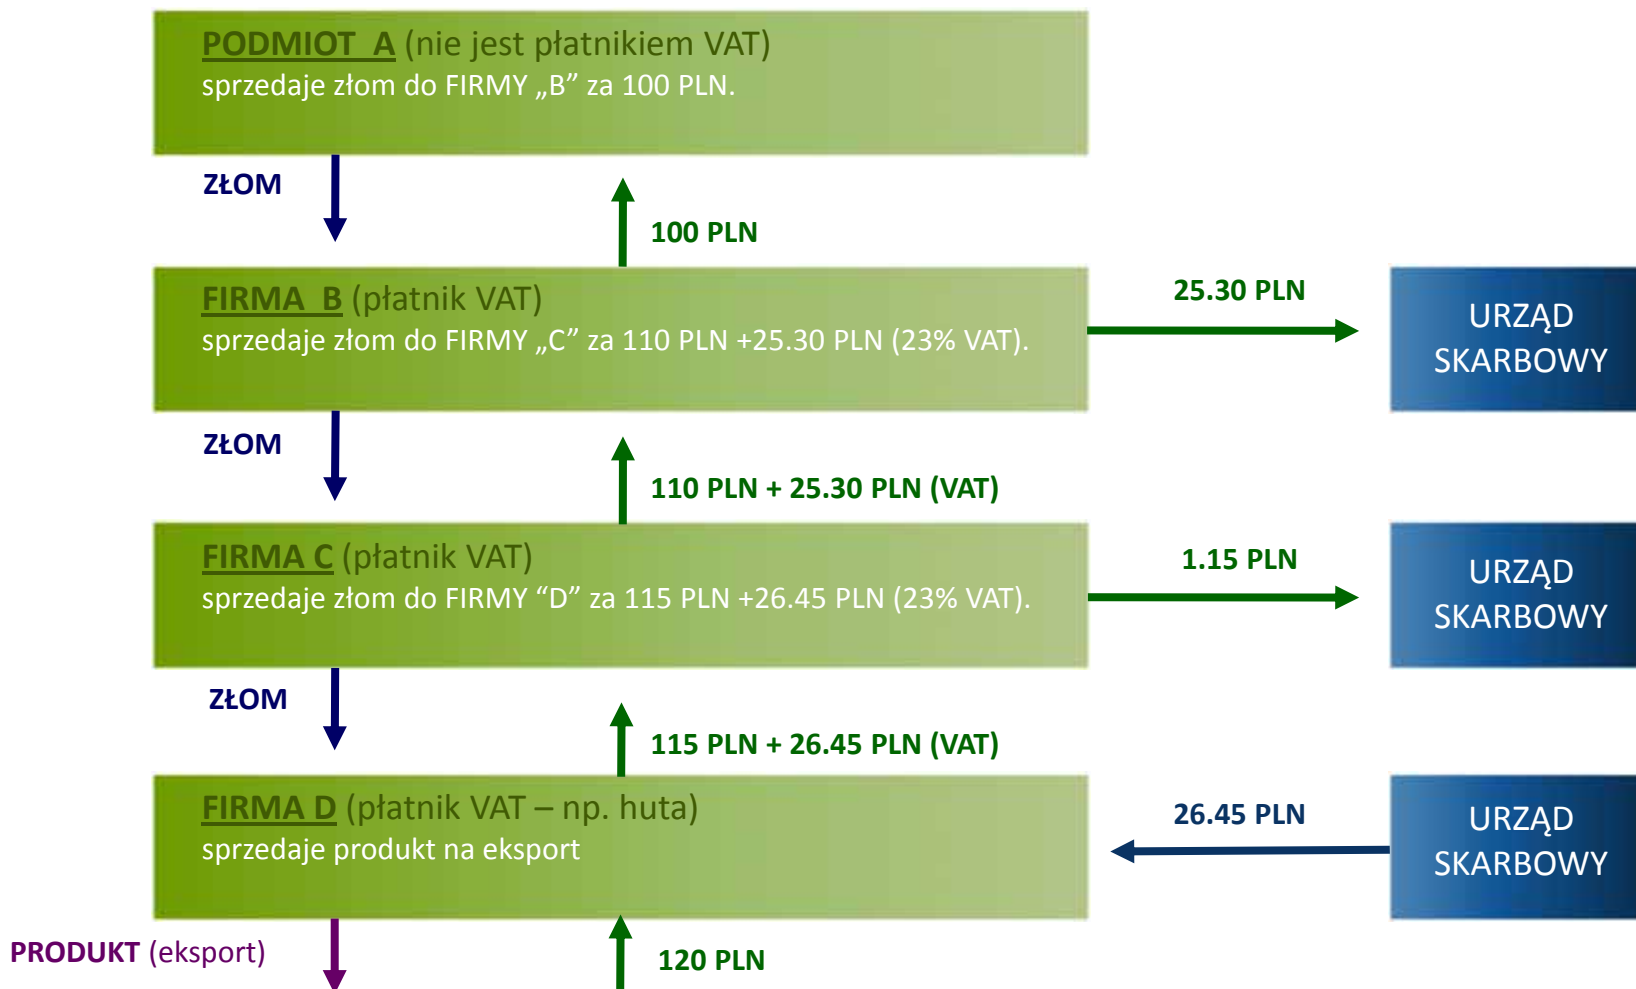 PODMIOT A (nie jest płatnikiem VAT)
sprzedaje złom do FIRMY „B” za 100 PLN.
ZŁOM
100 PLN
FIRMA B (płatnik VAT)
sprzedaje złom do FIRMY „C” za 110 PLN +25.30 PLN (23% VAT).
25.30 PLN
URZĄD
SKARBOWY
ZŁOM
110 PLN + 25.30 PLN (VAT)
FIRMA C (płatnik VAT)
sprzedaje złom do FIRMY “D” za 115 PLN +26.45 PLN (23% VAT).
1.15 PLN
URZĄD
SKARBOWY
ZŁOM
115 PLN + 26.45 PLN (VAT)
FIRMA D (płatnik VAT – np. huta)
sprzedaje produkt na eksport
26.45 PLN
URZĄD
SKARBOWY
PRODUKT (eksport)
120 PLN